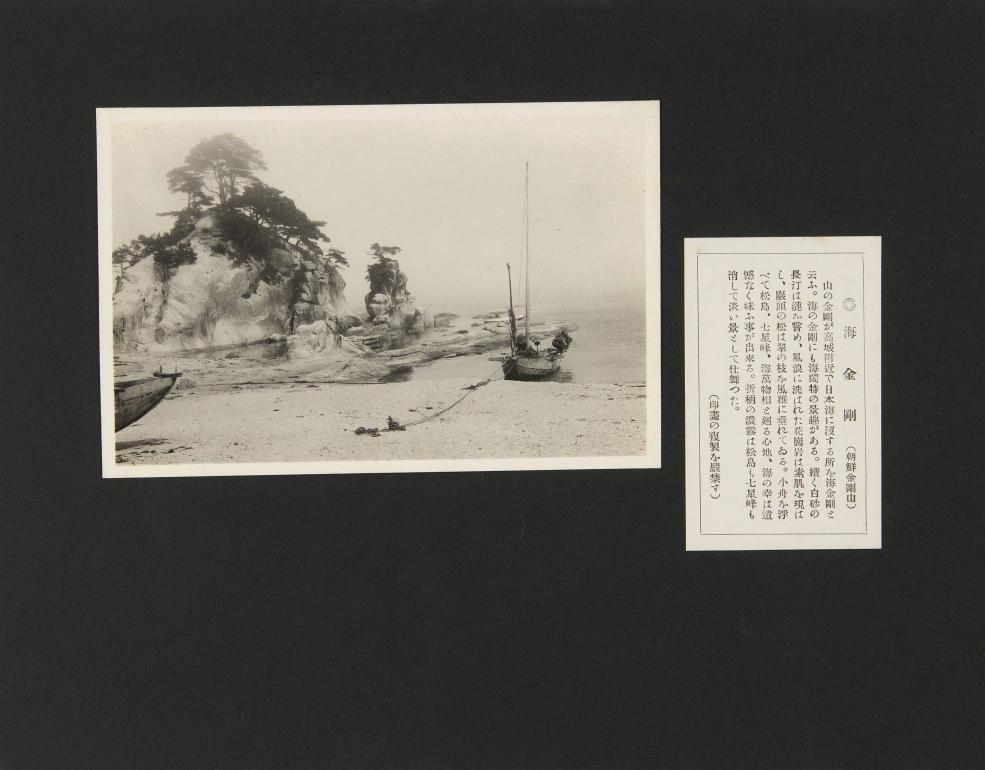 ◎海金剛（朝鮮金剛山）
山の金剛が高城附近で日本海に沒する所を海金剛と
云ふ。海の金剛にも海獨特の景趣がある。續く白砂の
長汀は漣を嘗め、風浪に洗はれた花崗岩は素肌を現は
し、巖頭の松は翠の枝を風雅に垂れてゐる。小舟を浮
べて松島、七星峰、海萬物相と廻る心地、海の幸は遺
憾なく味ふ事が出來る。折柄の濃霧は松島も七星峰も
消して淡い景として仕舞つた。
（印畫の複製を嚴禁す）